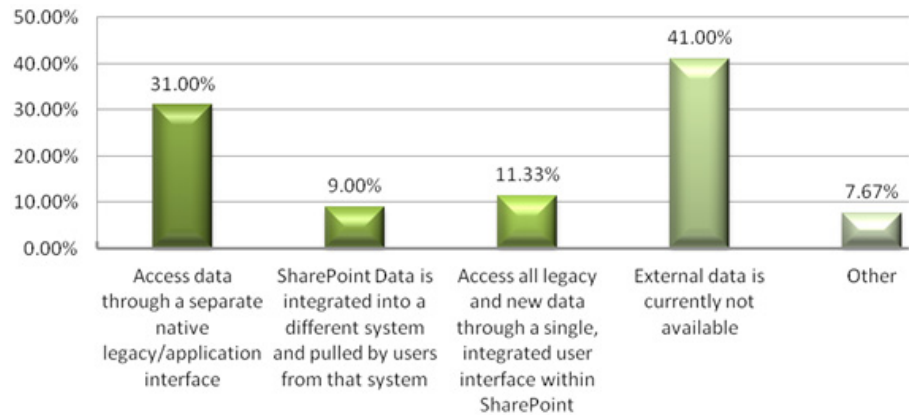 50.00%
40.00%
30.00%
20.00%
10.00%
0.00%
31.00%
9.00%
11.33%
41.00%
7.67%
Access data
through a separate
native
legacy/application
interface
SharePoint Data is
integrated into a
different system
and pulled by users
from that system
Access all legacy
and new data
through a single,
integrated user
interface within
SharePoint
External data is
currently not
available
Other